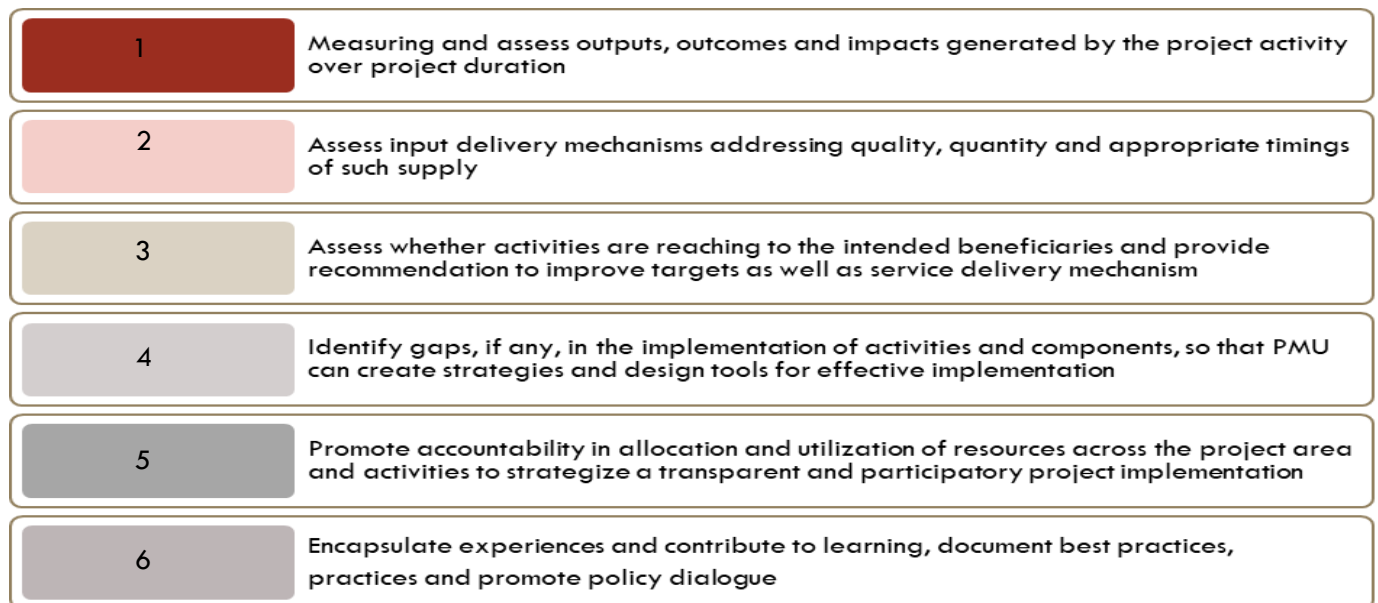 1
Measuring and assess outputs, outcomes and impacts generated by the project activity
over project duration
2
Assess input delivery mechanisms addressing quality, quantity and appropriate timings
of such supply
3
Assess whether activities are reaching to the intended beneficiaries and provide
recommendation to improve targets as well as service delivery mechanism
4
Identify gaps, if any, in the implementation of activities and components, so that PMU
can create strategies and design tools for effective implementation
5
Promote accountability in allocation and utilization of resources across the project area
and activities to strategize a transparent and participatory project implementation
6
Encapsulate experiences and contribute to learning, document best practices,
practices and promote policy dialogue